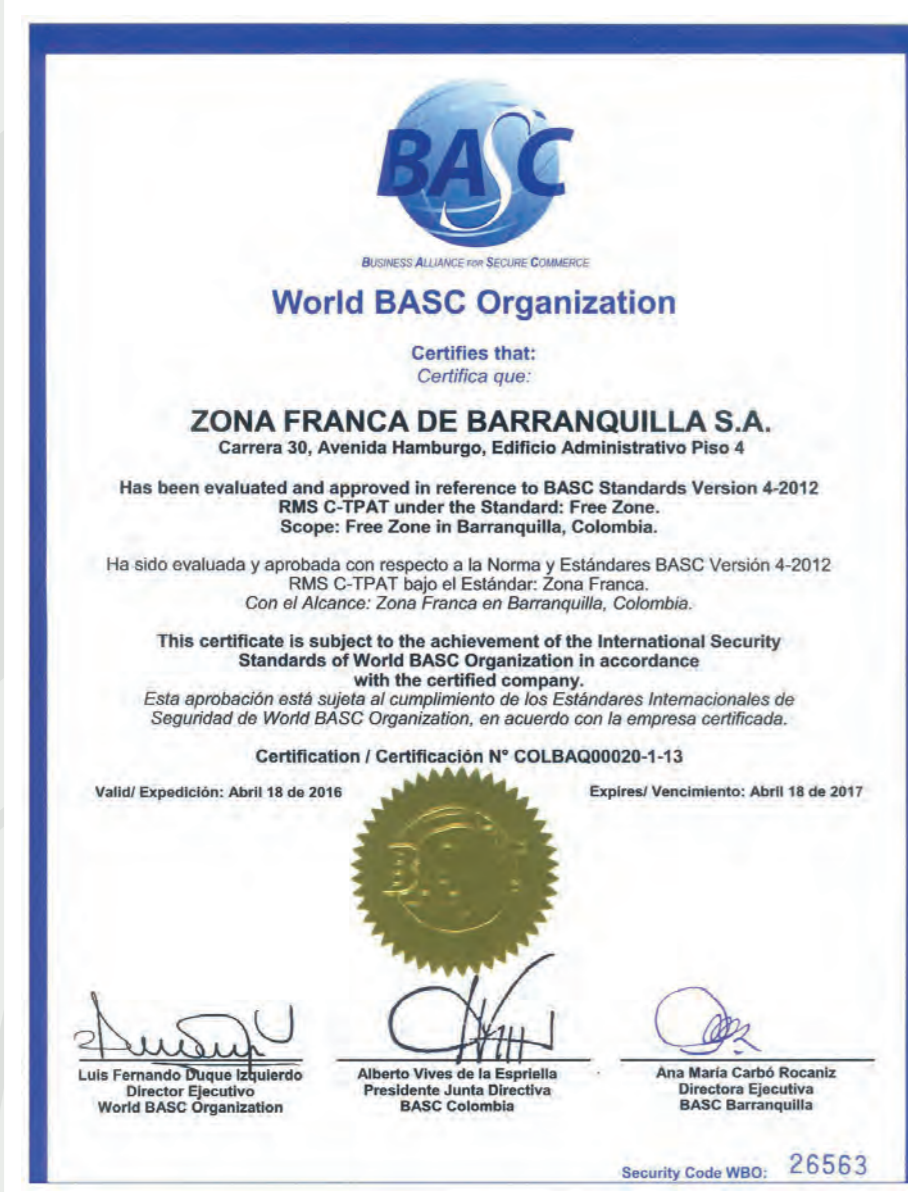 BASC
BUSINESS ALLIANCE FOR SECURE COMMERCE
World BASC Organization
Certifies that:
Certifica que:
ZONA FRANCA DE BARRANQUILLA S.A.
Carrera 30, Avenida Hamburgo, Edificio Administrativo Piso 4
Has been evaluated and approved in reference to BASC Standards Version 4-2012
RMS C-TPAT under the Standard: Free Zone.
Scope: Free Zone in Barranquilla, Colombia.
Ha sido evaluada y aprobada con respecto a la Norma y Estándares BASC Versión 4-2012
RMS C-TPAT bajo el Estándar: Zona Franca.
Con el Alcance: Zona Franca en Barranquilla, Colombia.
This certificate is subject to the achievement of the International Security
Standards of World BASC Organization in accordance
with the certified company.
Esta aprobación está sujeta al cumplimiento de los Estándares Internacionales de
Seguridad de World BASC Organization, en acuerdo con la empresa certificada.
Certification / Certificación N° COLBAQ00020-1-13
Valid/ Expedición: Abril 18 de 2016
Expires/ Vencimiento: Abril 18 de 2017
Luis Fernando Duque Izquierdo
Director Ejecutivo
World BASC Organization
Alberto Vives de la Espriella
Presidente Junta Directiva
BASC Colombia
Ana María Carbó Rocaniz
Directora Ejecutiva
BASC Barranquilla
Security Code WBO: 26563